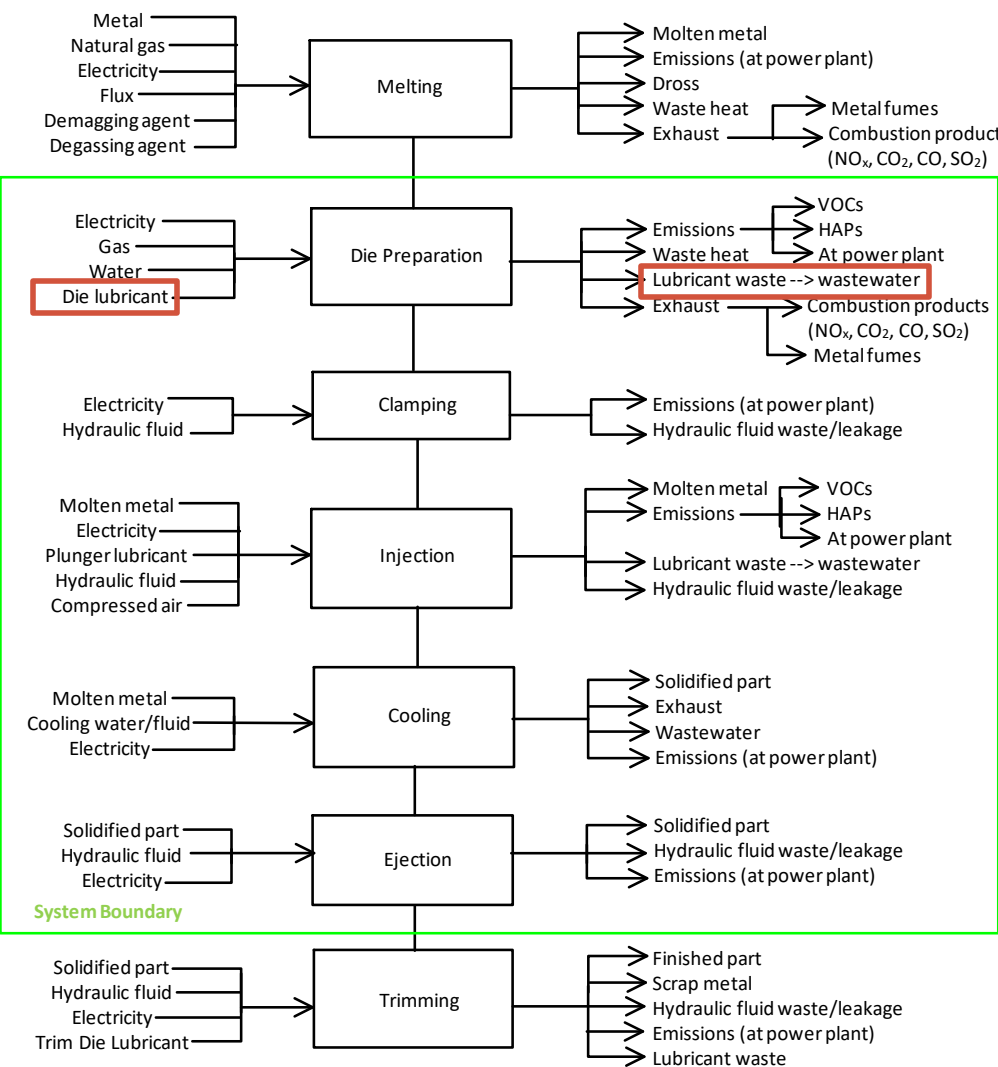 Metal
Natural gas
Electricity
Flux
Demagging agent
Degassing agent
Melting
Molten metal
Emissions (at power plant)
Dross
Waste heat
Exhaust
Metal fumes
Combustion product
(NOₓ, CO₂, CO, SO₂)
Electricity
Gas
Water
Die lubricant
Die Preparation
Emissions
VOCs
HAPs
At power plant
Waste heat
Lubricant waste --> wastewater
Exhaust
Combustion products
(NOₓ, CO₂, CO, SO₂)
Metal fumes
Electricity
Hydraulic fluid
Clamping
Emissions (at power plant)
Hydraulic fluid waste/leakage
Molten metal
Electricity
Plunger lubricant
Hydraulic fluid
Compressed air
Injection
Molten metal
Emissions
VOCs
HAPs
At power plant
Lubricant waste --> wastewater
Hydraulic fluid waste/leakage
Molten metal
Cooling water/fluid
Electricity
Cooling
Solidified part
Exhaust
Wastewater
Emissions (at power plant)
Solidified part
Hydraulic fluid
Electricity
Ejection
Solidified part
Hydraulic fluid waste/leakage
Emissions (at power plant)
System Boundary
Solidified part
Hydraulic fluid
Electricity
Trim Die Lubricant
Trimming
Finished part
Scrap metal
Hydraulic fluid waste/leakage
Emissions (at power plant)
Lubricant waste